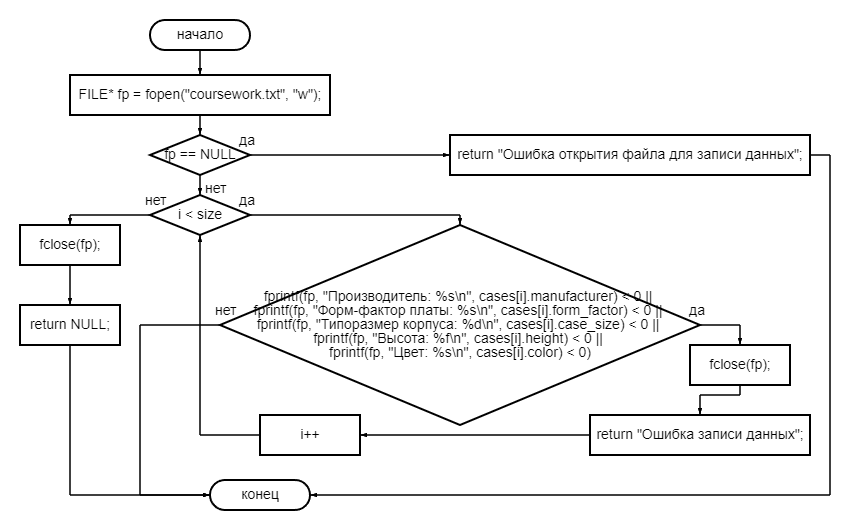 начало
FILE* fp = fopen("coursework.txt", "w");
fp == NULL
да
return "Ошибка открытия файла для записи данных";
нет
нет
i < size
да
fclose(fp);
return NULL;
нет
fprintf(fp, "Производитель: %s\n", cases[i].manufacturer) < 0 ||
fprintf(fp, "Форм-фактор платы: %s\n", cases[i].form_factor) < 0 ||
fprintf(fp, "Типоразмер корпуса: %d\n", cases[i].case_size) < 0 ||
fprintf(fp, "Высота: %f\n", cases[i].height) < 0 ||
fprintf(fp, "Цвет: %s\n", cases[i].color) < 0)
да
fclose(fp);
i++
return "Ошибка записи данных";
конец